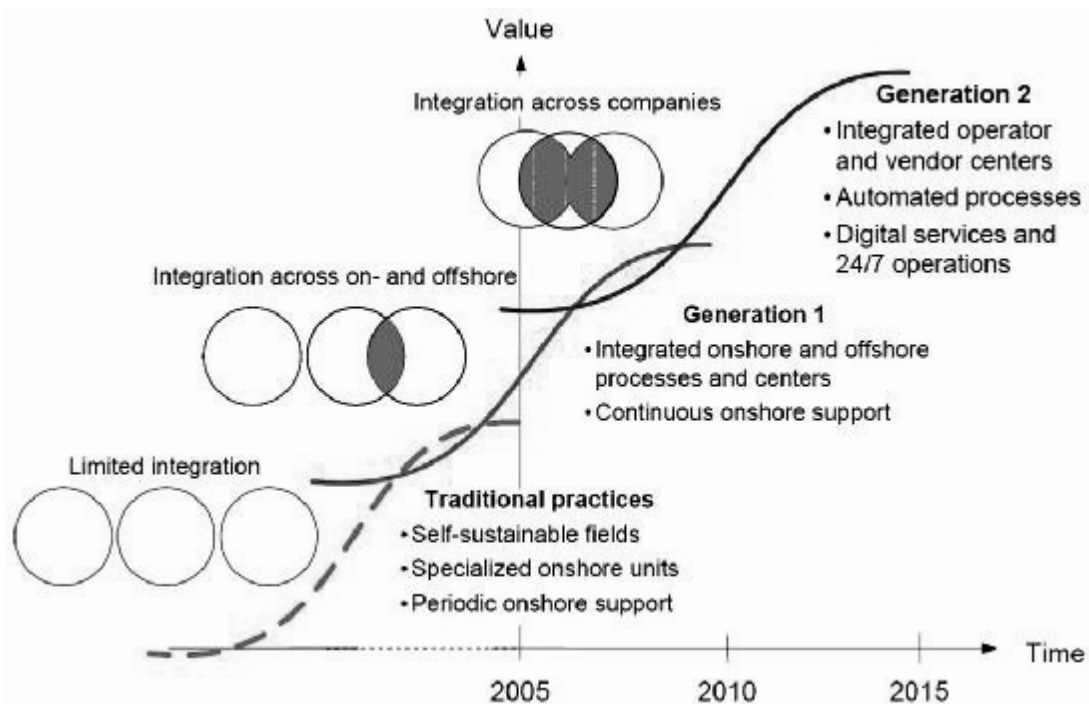 Value
Integration across companies
Generation 2
•Integrated operator
and vendor centers
•Automated processes
•Digital services and
24/7 operations
Integration across on- and offshore
Generation 1
•Integrated onshore and offshore
processes and centers
•Continuous onshore support
Limited integration
Traditional practices
•Self-sustainable fields
•Specialized onshore units
•Periodic onshore support
Time
2005
2010
2015